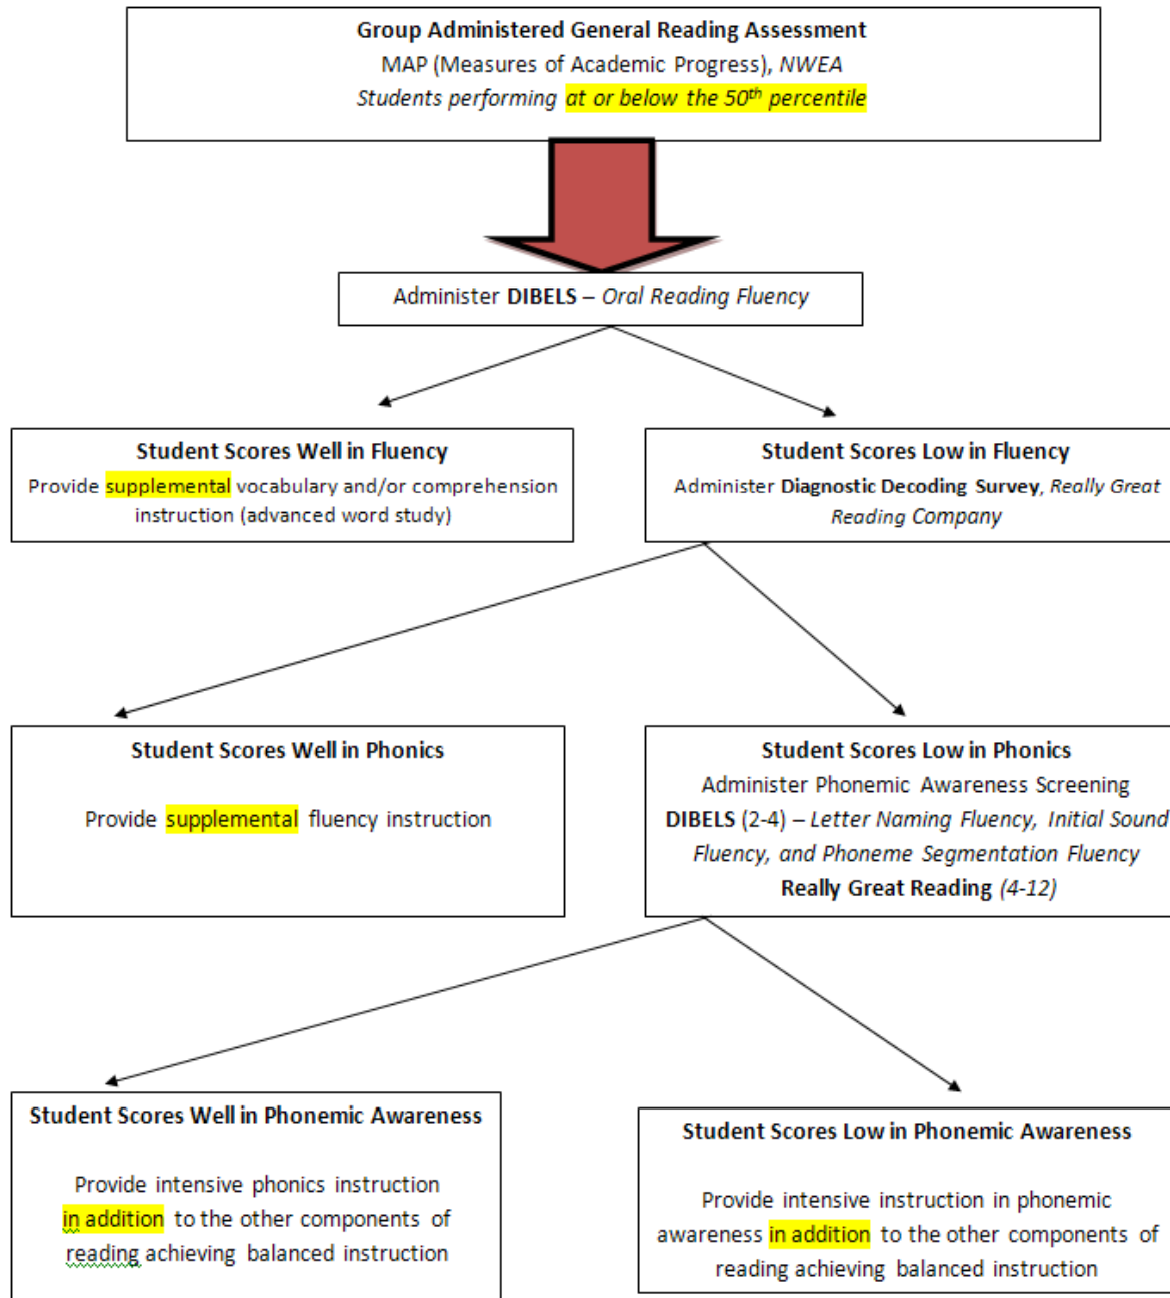 Group Administered General Reading Assessment
MAP (Measures of Academic Progress), NWEA
Students performing at or below the 50th percentile
Administer DIBELS – Oral Reading Fluency
Student Scores Well in Fluency
Provide supplemental vocabulary and/or comprehension
instruction (advanced word study)
Student Scores Low in Fluency
Administer Diagnostic Decoding Survey, Really Great
Reading Company
Student Scores Well in Phonics
Provide supplemental fluency instruction
Student Scores Low in Phonics
Administer Phonemic Awareness Screening
DIBELS (2-4) – Letter Naming Fluency, Initial Sound
Fluency, and Phoneme Segmentation Fluency
Really Great Reading (4-12)
Student Scores Well in Phonemic Awareness
Provide intensive phonics instruction
in addition to the other components of
reading achieving balanced instruction
Student Scores Low in Phonemic Awareness
Provide intensive instruction in phonemic
awareness in addition to the other components of
reading achieving balanced instruction